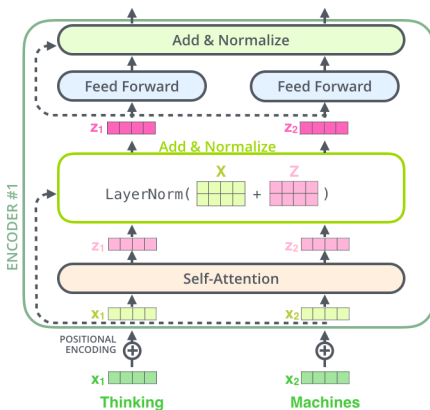 Add & Normalize
Feed Forward
Feed Forward
z1
z2
Add & Normalize
X
Z
LayerNorm( + )
z1
z2
Self-Attention
x1
x2
POSITIONAL
ENCODING
x1
x2
Thinking
Machines
ENCODER #1